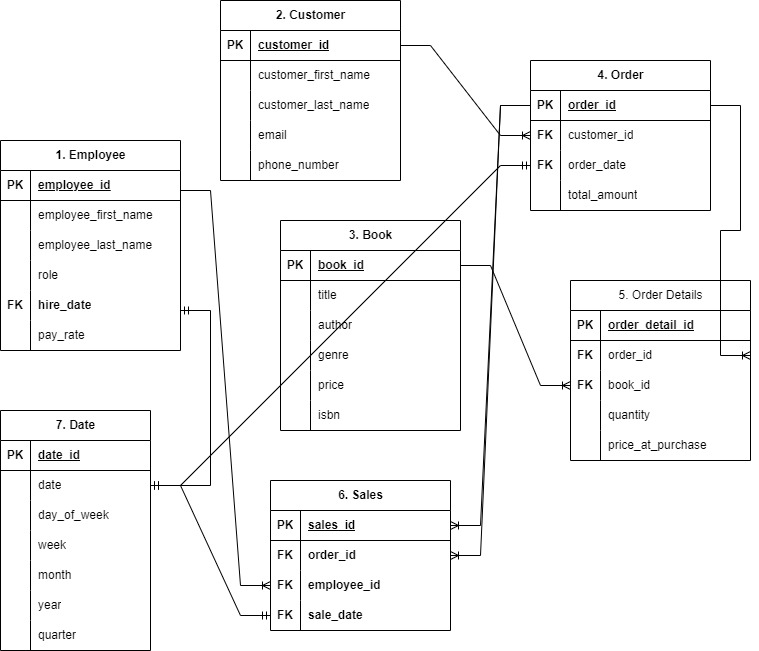 2. Customer
PK customer_id
customer_first_name
customer_last_name
email
phone_number
4. Order
PK order_id
FK customer_id
FK order_date
total_amount
1. Employee
PK employee_id
employee_first_name
employee_last_name
role
FK hire_date
pay_rate
3. Book
PK book_id
title
author
genre
price
isbn
5. Order Details
PK order_detail_id
FK order_id
FK book_id
quantity
price_at_purchase
7. Date
PK date_id
date
day_of_week
week
month
year
quarter
6. Sales
PK sales_id
FK order_id
FK employee_id
FK sale_date